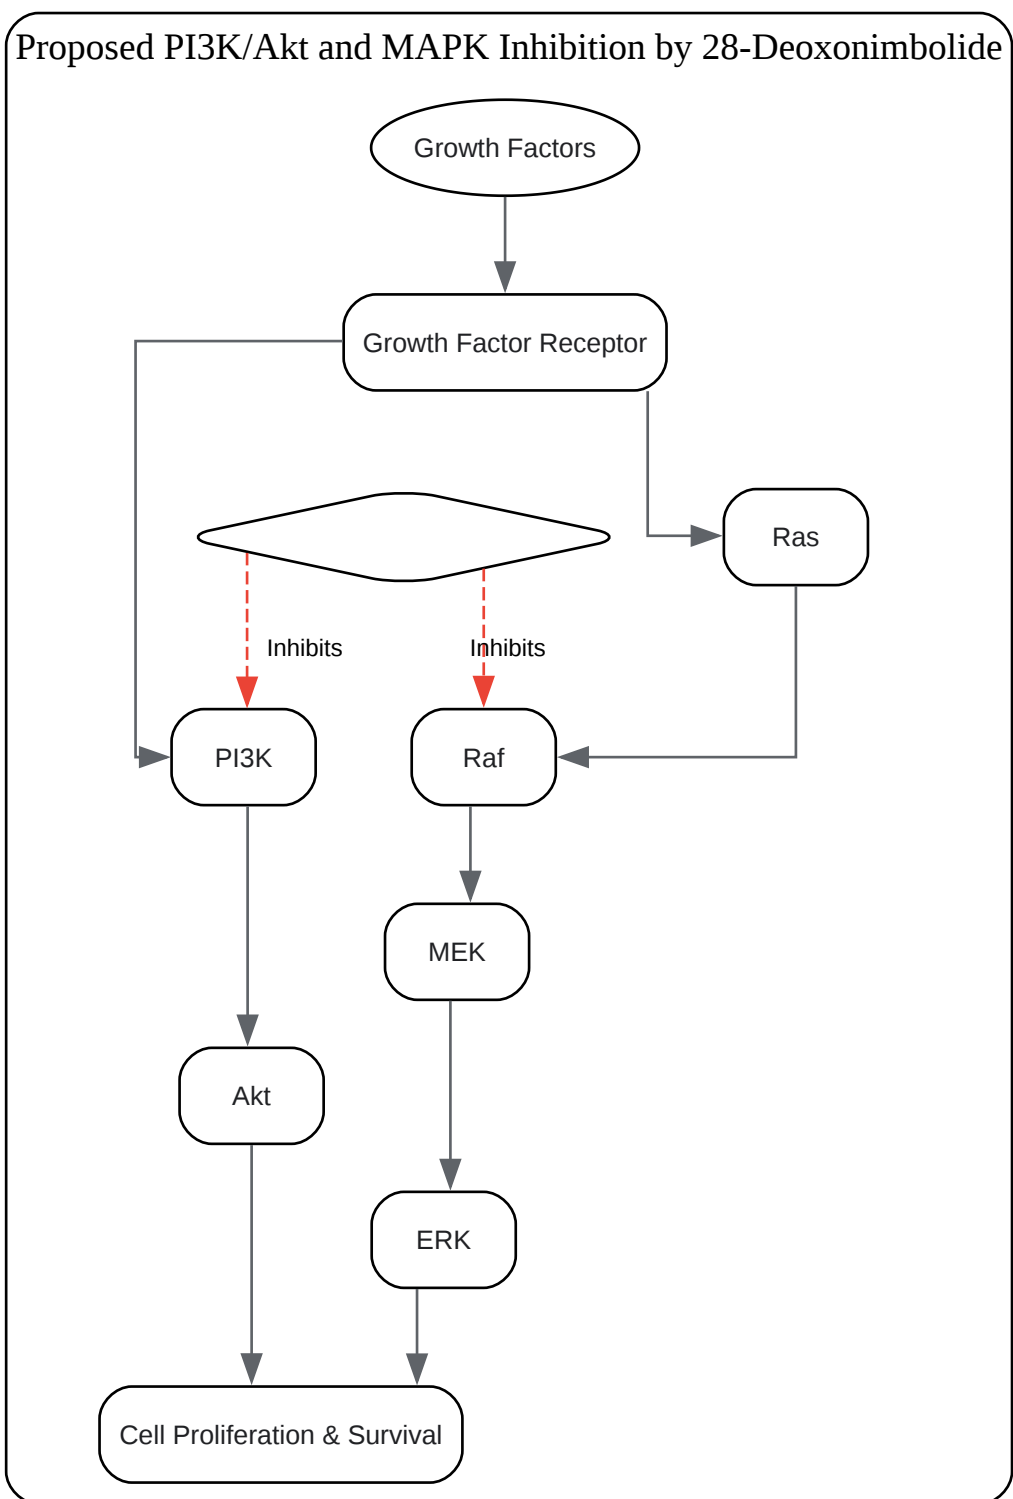 Proposed PI3K/Akt and MAPK Inhibition by 28-Deoxonimbolide
Growth Factors
Growth Factor Receptor
Ras
Inhibits
Inhibits
PI3K
Raf
MEK
Akt
ERK
Cell Proliferation & Survival